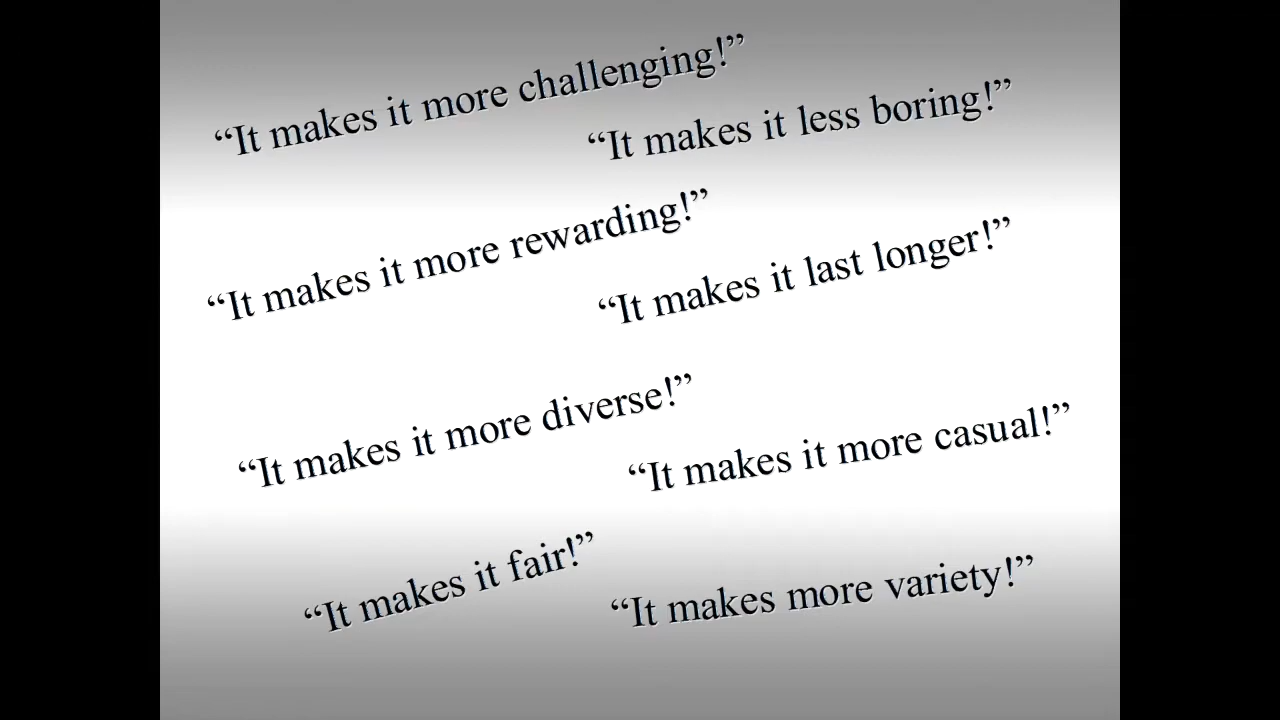 “It makes it more challenging!”
“It makes it less boring!”
“It makes it more rewarding!”
“It makes it last longer!”
“It makes it more diverse!”
“It makes it more casual!”
“It makes it fair!”
“It makes more variety!”